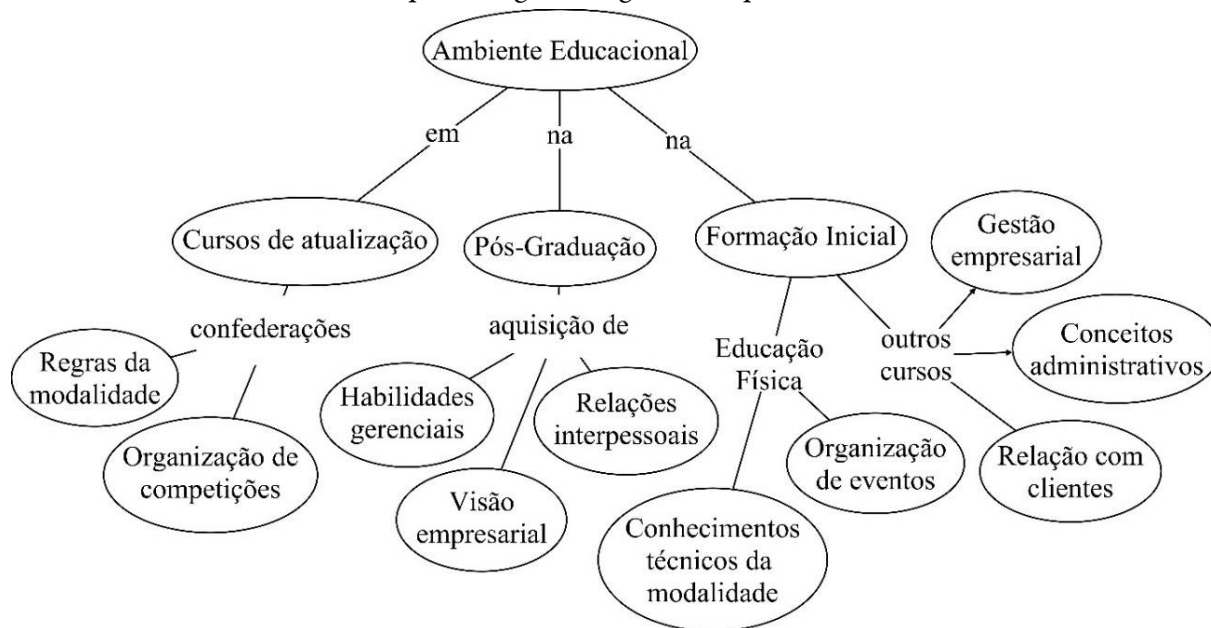 Ambiente Educacional
em
na
na
Cursos de atualização
Pós-Graduação
Formação Inicial
Gestão
empresarial
confederações
aquisição de
Educação
Física
outros
cursos
Conceitos
administrativos
Regras da
modalidade
Habilidades
gerenciais
Relações
interpessoais
Organização de
competições
Visão
empresarial
Organização
de eventos
Relação com
clientes
Conhecimentos
técnicos da
modalidade